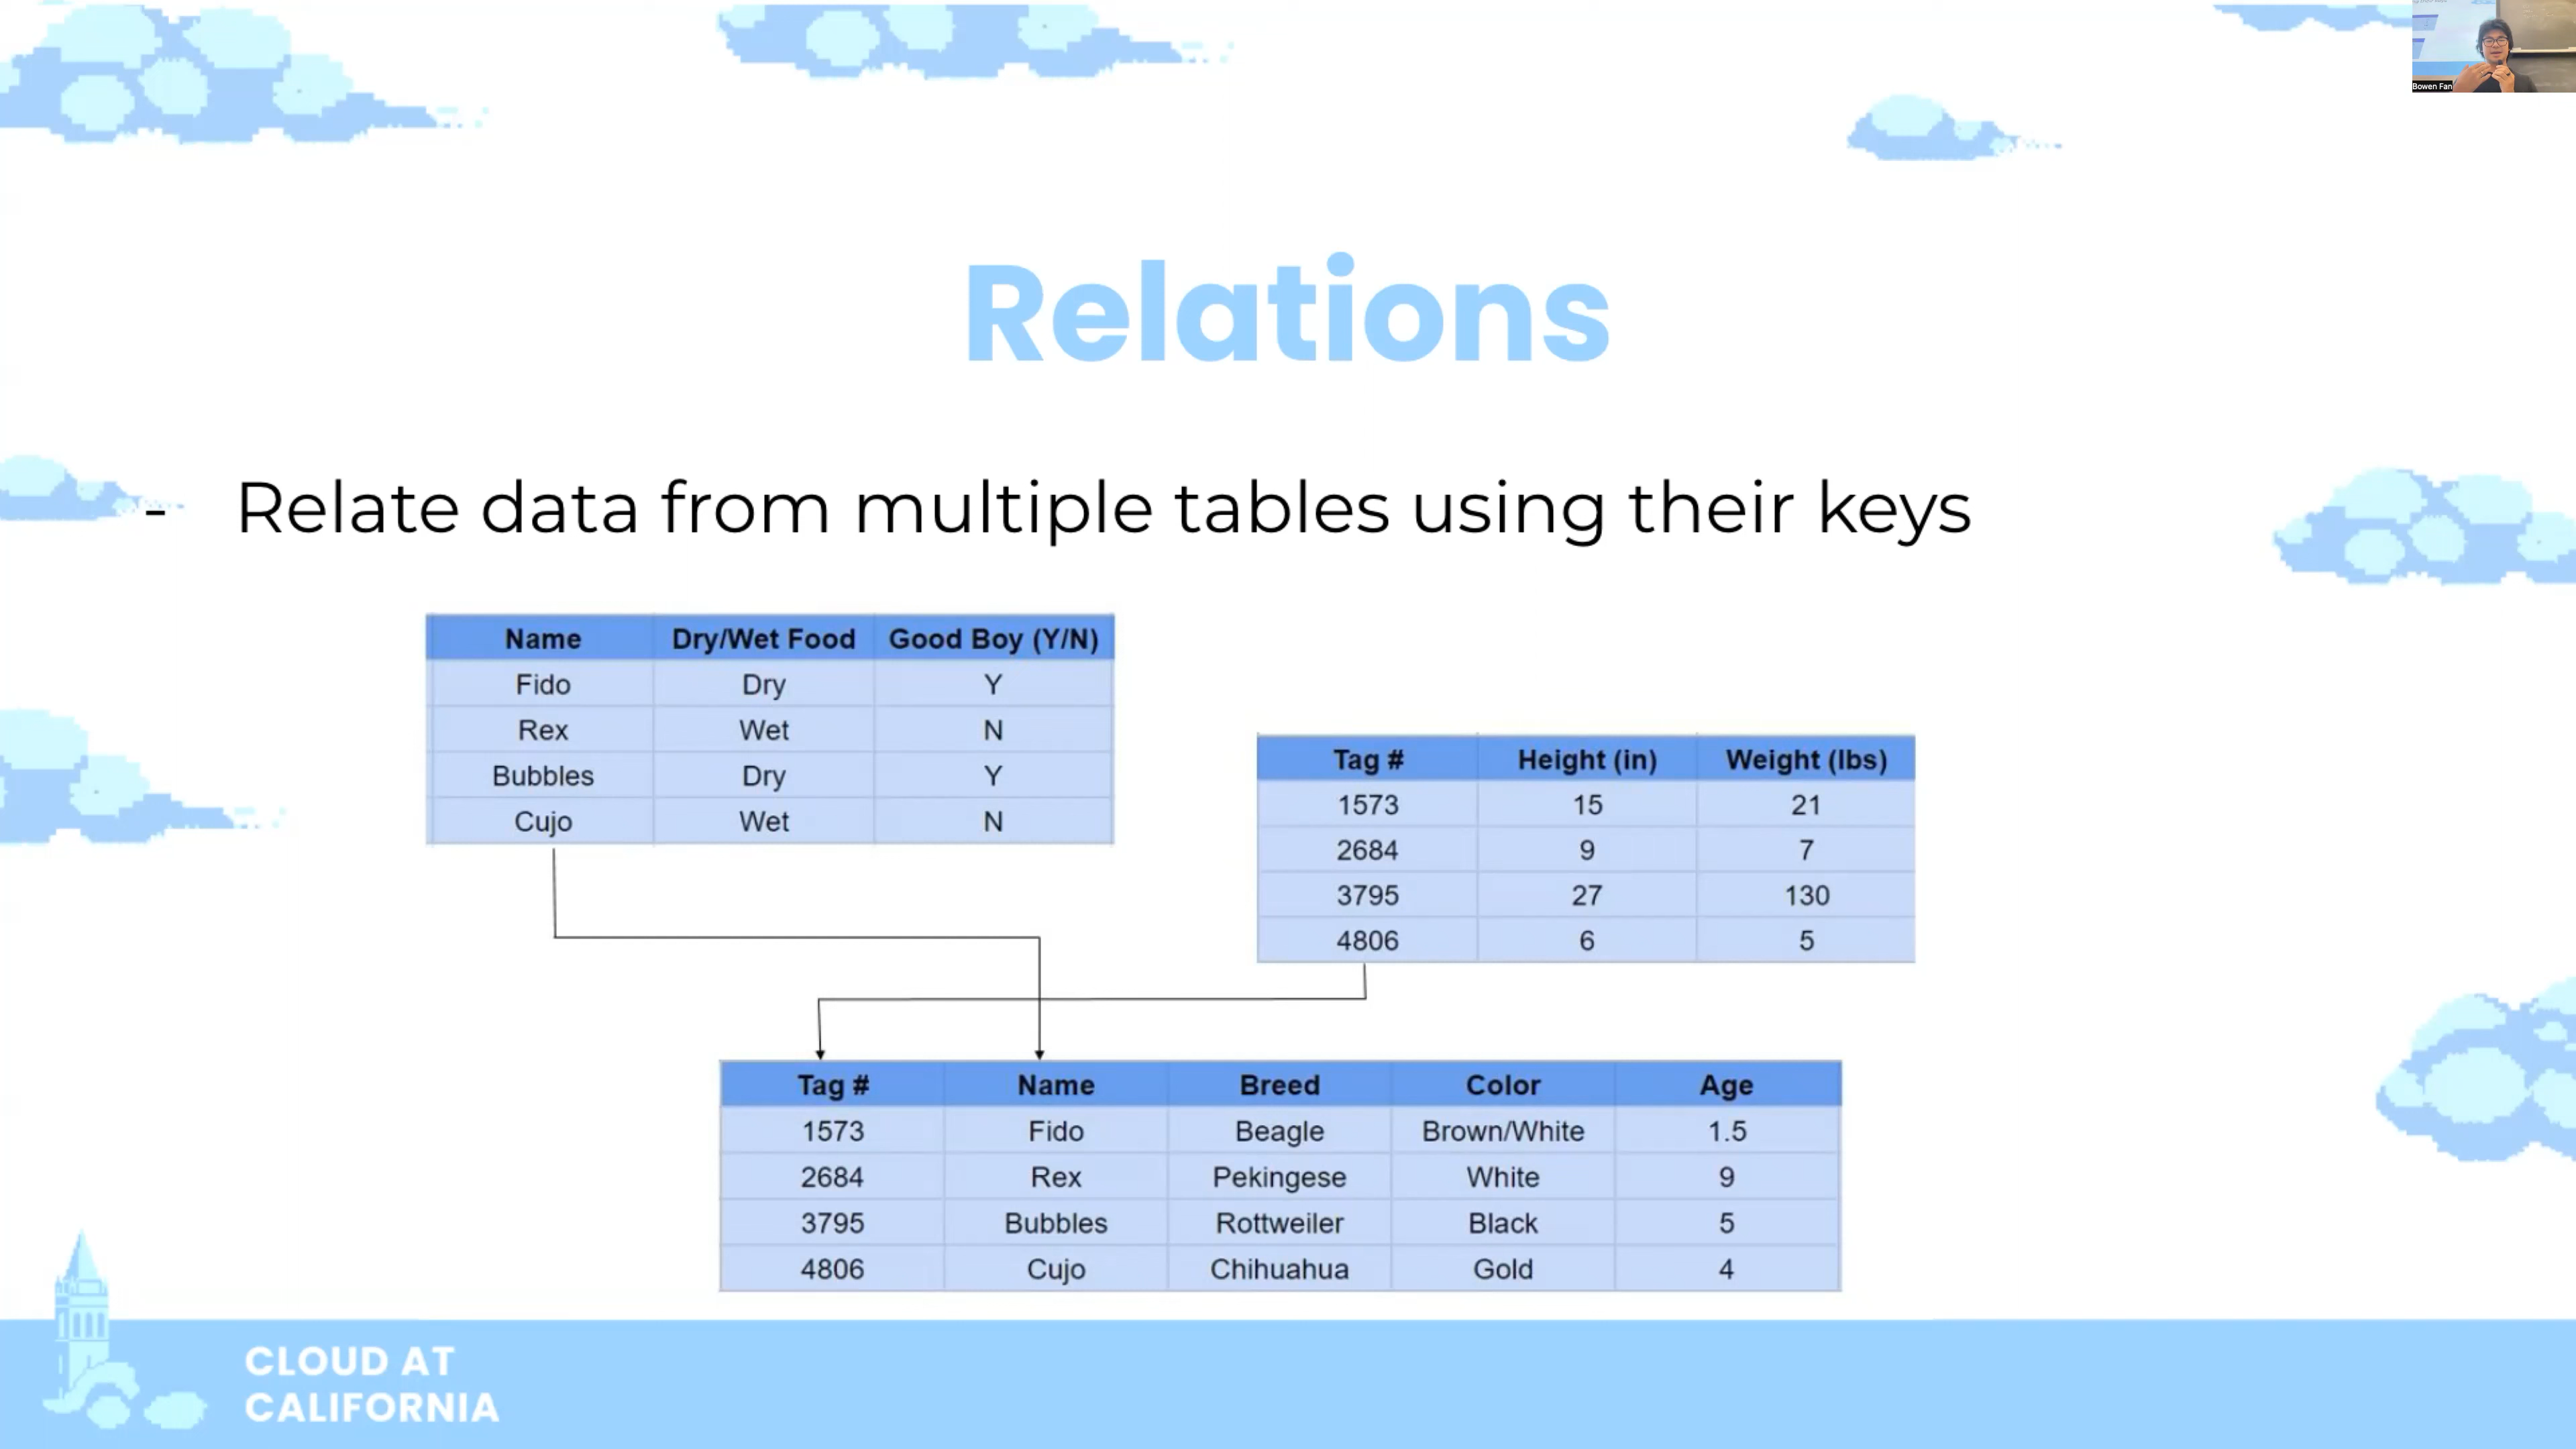 Bowen Fan
Relations
- Relate data from multiple tables using their keys
Name Dry/Wet Food Good Boy (Y/N)
Fido Dry Y
Rex Wet N
Bubbles Dry Y
Cujo Wet N
Tag # Height (in) Weight (lbs)
1573 15 21
2684 9 7
3795 27 130
4806 6 5
Tag # Name Breed Color Age
1573 Fido Beagle Brown/White 1.5
2684 Rex Pekingese White 9
3795 Bubbles Rottweiler Black 5
4806 Cujo Chihuahua Gold 4
CLOUD AT
CALIFORNIA